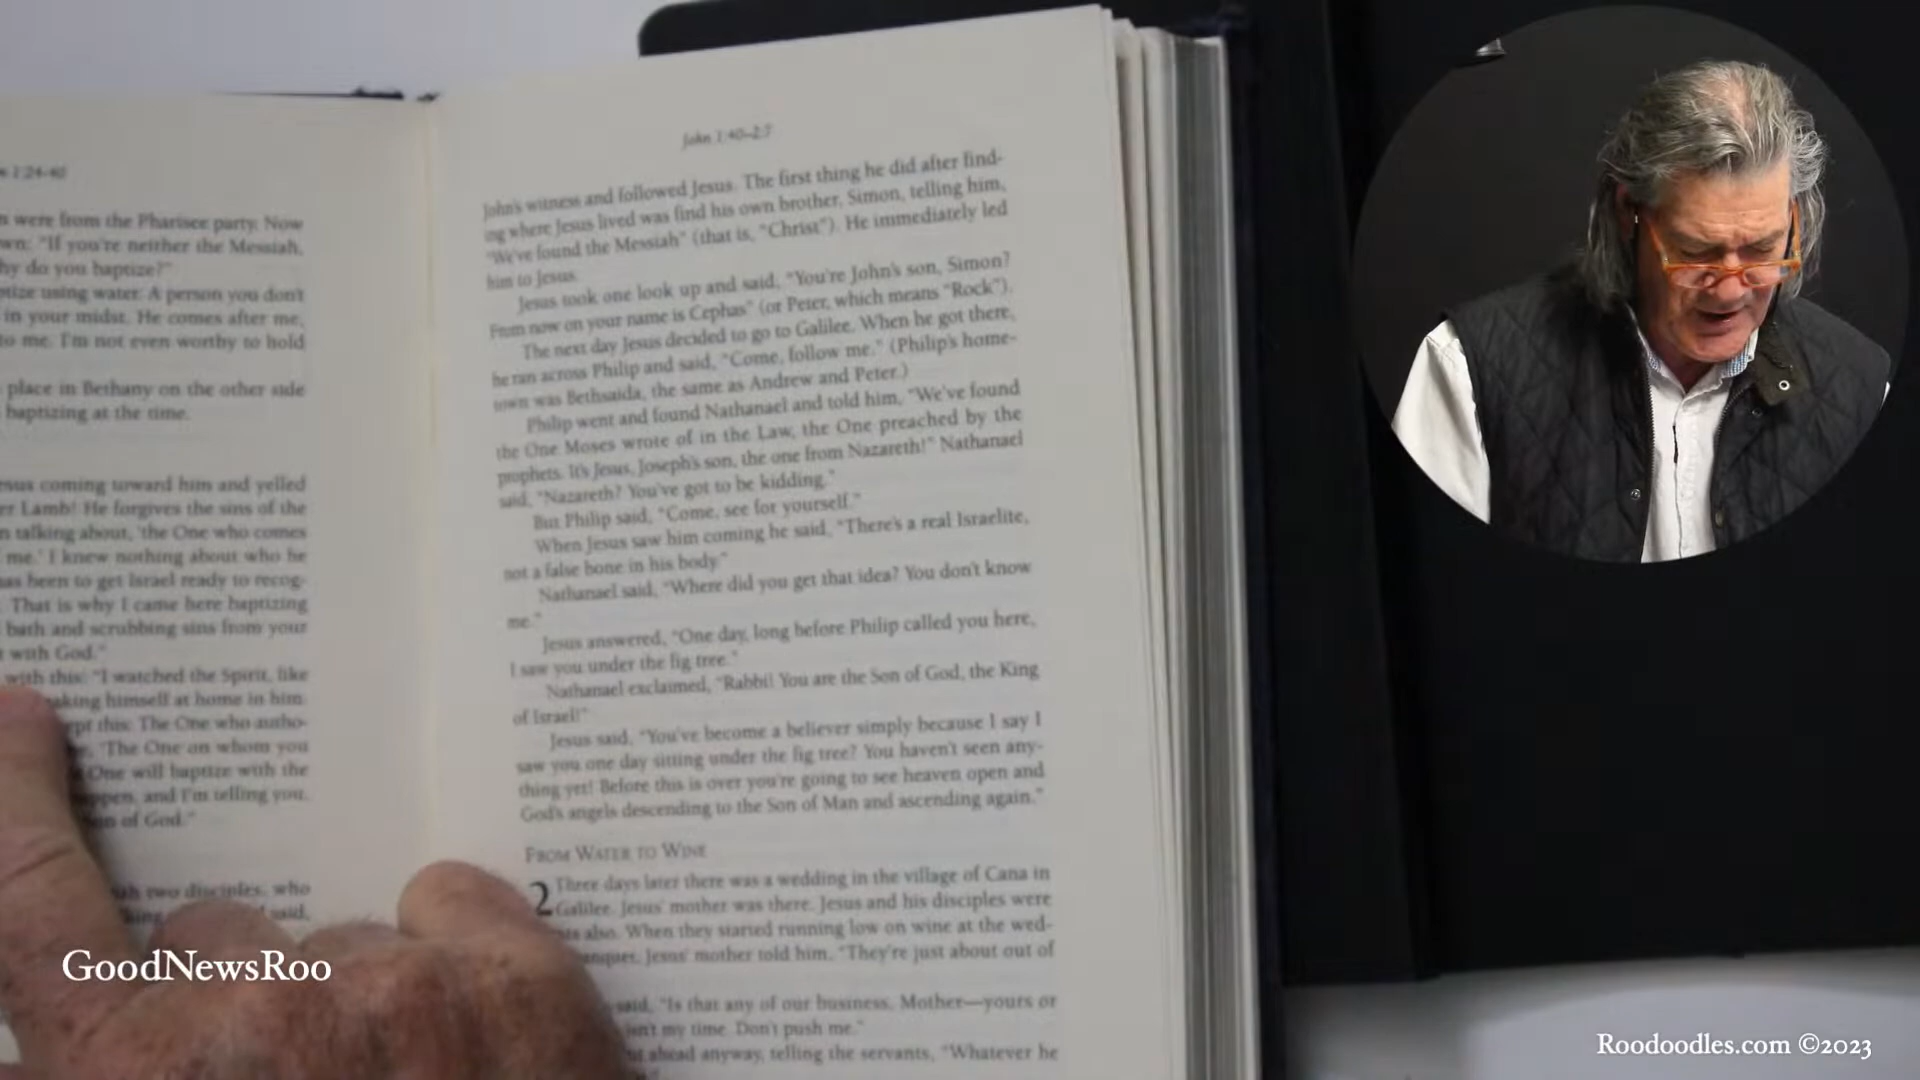 1:24-40
n were from the Pharisee party. Now
wn: "If you're neither the Messiah,
hy do you baptize?"
ptize using water. A person you don't
in your midst. He comes after me,
to me. I'm not even worthy to hold
place in Bethany on the other side
baptizing at the time.
esus coming toward him and yelled
er Lamb! He forgives the sins of the
n talking about, 'the One who comes
me.' I knew nothing about who he
has been to get Israel ready to recog-
That is why I came here baptizing
bath and scrubbing sins from your
with God."
with this: "I watched the Spirit, like
aking himself at home in him.
ept this: The One who autho-
'The One on whom you
One will baptize with the
appen, and I'm telling you,
on of God."
two disciples, who
said,
John 1:40–2:7
John's witness and followed Jesus. The first thing he did after find-
ing where Jesus lived was find his own brother, Simon, telling him,
"We've found the Messiah" (that is, "Christ"). He immediately led
him to Jesus.
Jesus took one look up and said, "You're John's son, Simon?
From now on your name is Cephas" (or Peter, which means "Rock").
The next day Jesus decided to go to Galilee. When he got there,
he ran across Philip and said, "Come, follow me." (Philip's home-
town was Bethsaida, the same as Andrew and Peter.)
Philip went and found Nathanael and told him, "We've found
the One Moses wrote of in the Law, the One preached by the
prophets. It's Jesus, Joseph's son, the one from Nazareth!" Nathanael
said, "Nazareth? You've got to be kidding."
But Philip said, "Come, see for yourself."
When Jesus saw him coming he said, "There's a real Israelite,
not a false bone in his body."
Nathanael said, "Where did you get that idea? You don't know
me."
Jesus answered, "One day, long before Philip called you here,
I saw you under the fig tree."
Nathanael exclaimed, "Rabbi! You are the Son of God, the King
of Israel!"
Jesus said, "You've become a believer simply because I say I
saw you one day sitting under the fig tree? You haven't seen any-
thing yet! Before this is over you're going to see heaven open and
God's angels descending to the Son of Man and ascending again."
FROM WATER TO WINE
2 Three days later there was a wedding in the village of Cana in
Galilee. Jesus' mother was there. Jesus and his disciples were
also. When they started running low on wine at the wed-
anquet, Jesus' mother told him, "They're just about out of
said, "Is that any of our business, Mother—yours or
isn't my time. Don't push me."
ahead anyway, telling the servants, "Whatever he
GoodNewsRoo
Roodoodles.com ©2023